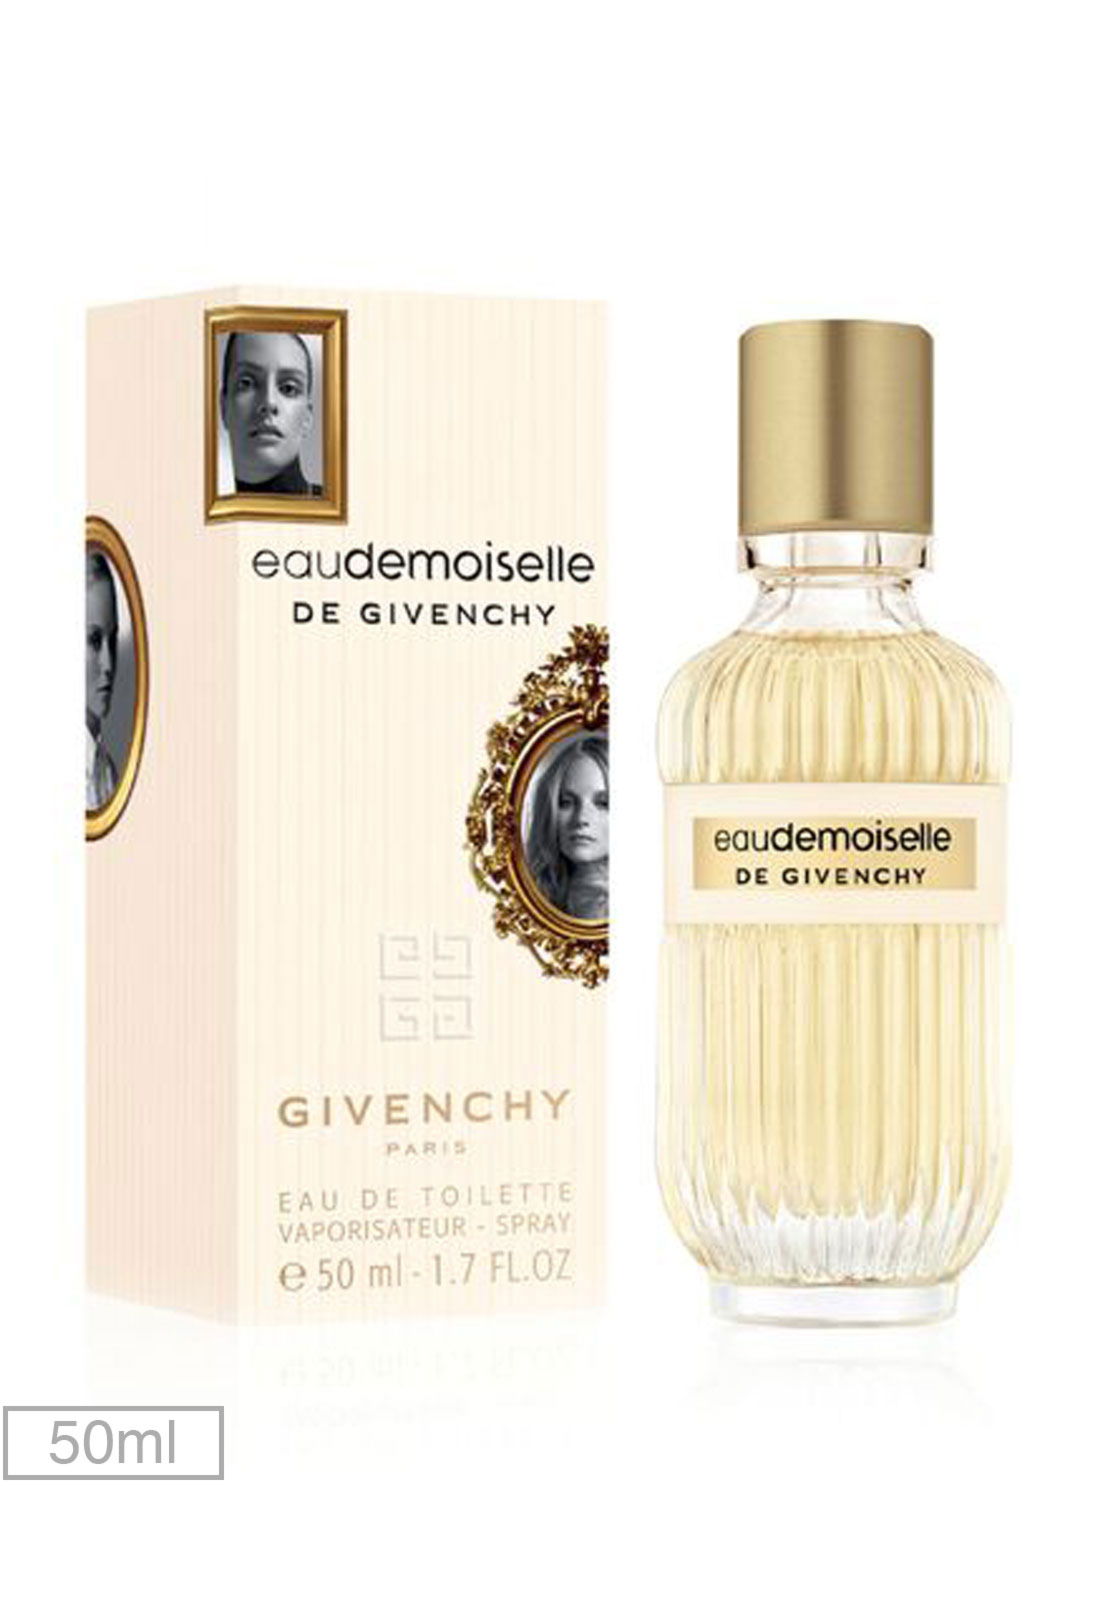 eaudemoiselle
DE GIVENCHY
GIVENCHY
PARIS
EAU DE TOILETTE
VAPORISATEUR - SPRAY
e 50 ml - 1.7 FL.OZ
eaudemoiselle
DE GIVENCHY
50ml